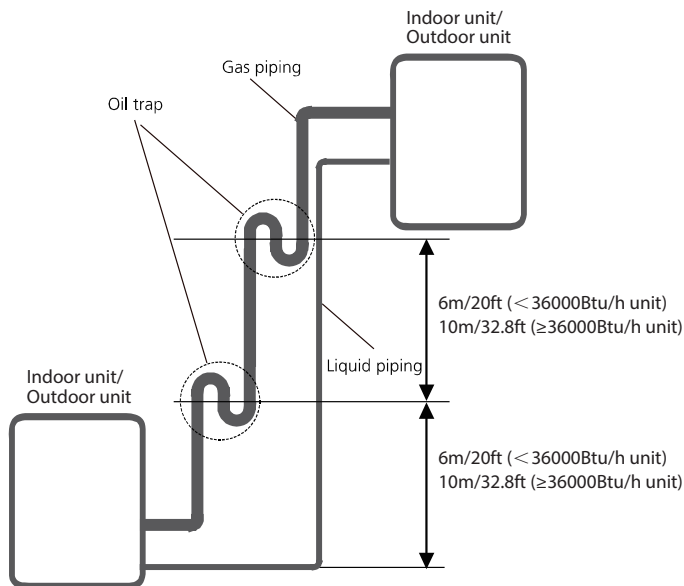 Indoor unit/
Outdoor unit
Gas piping
Oil trap
6m/20ft (＜36000Btu/h unit)
10m/32.8ft (≥36000Btu/h unit)
Liquid piping
Indoor unit/
Outdoor unit
6m/20ft (＜36000Btu/h unit)
10m/32.8ft (≥36000Btu/h unit)